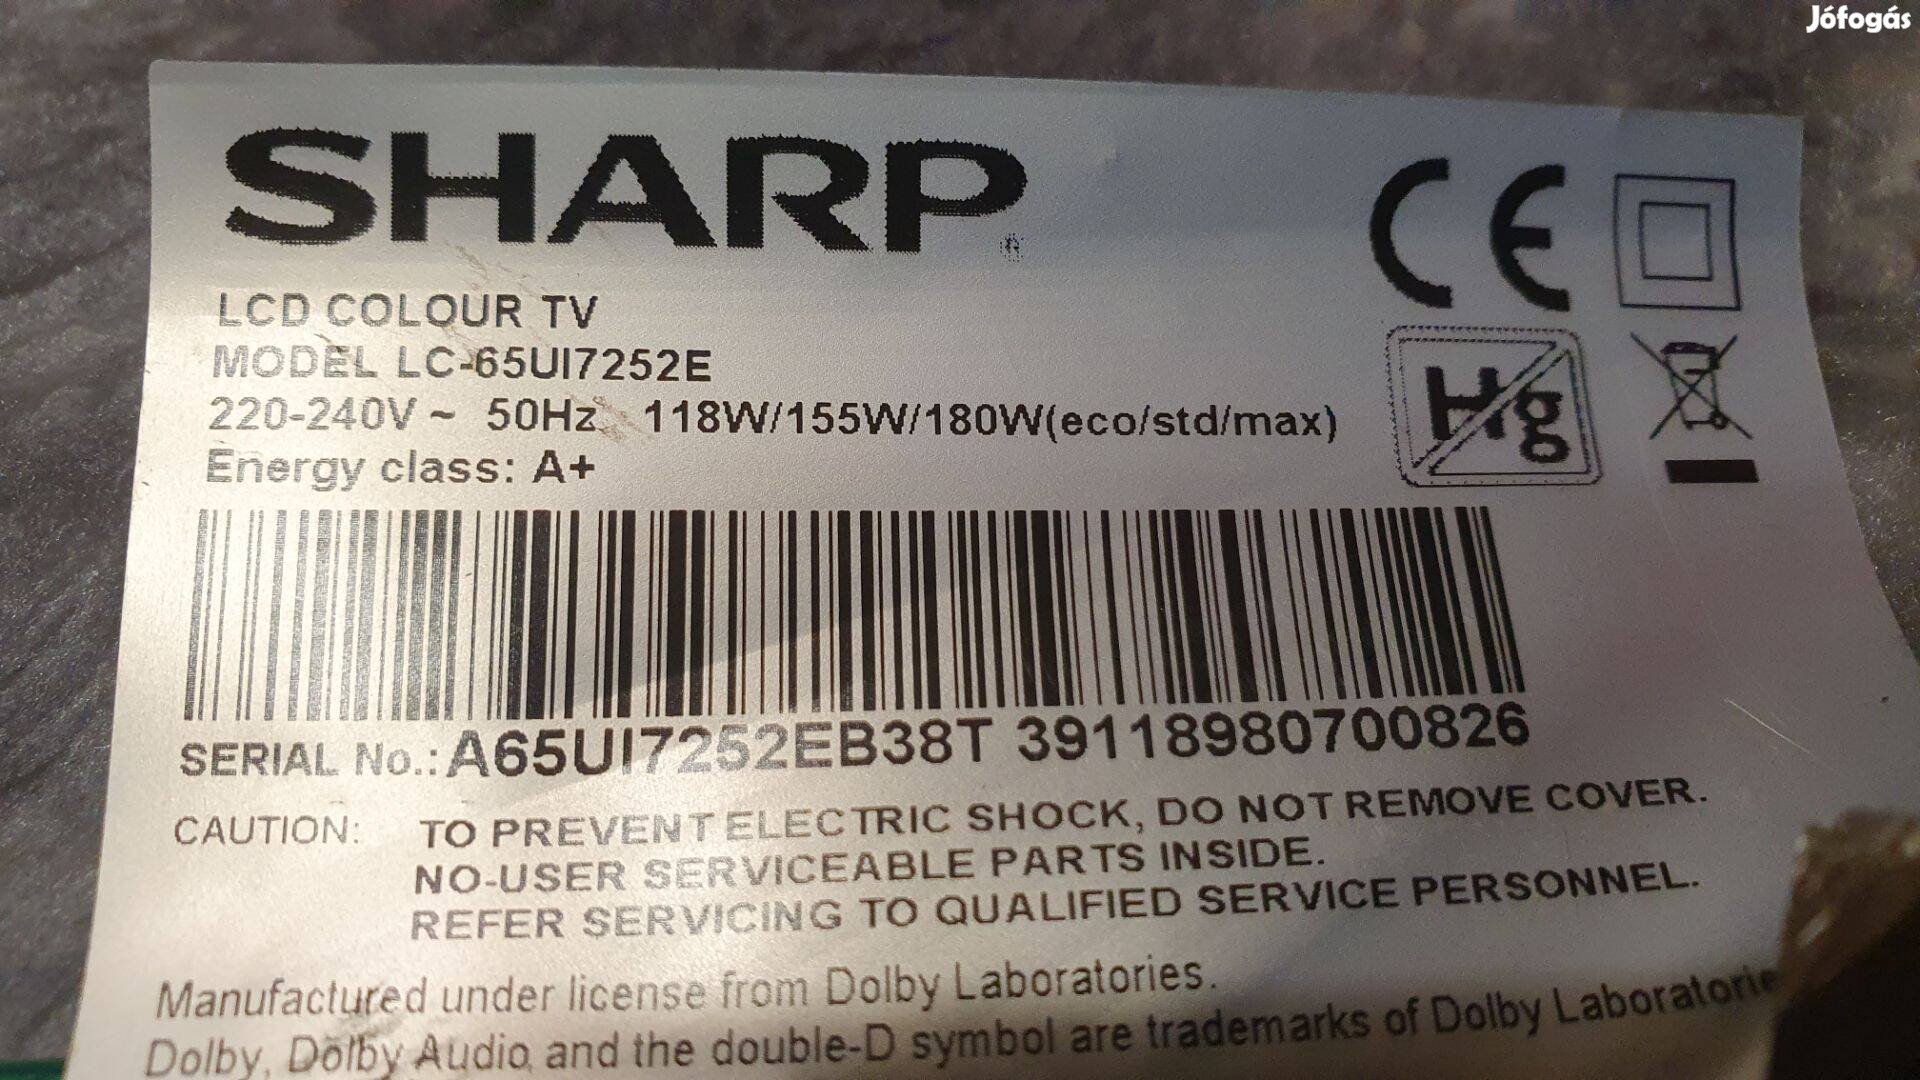 Jófogás
SHARP®
LCD COLOUR TV
MODEL LC-65UI7252E
220-240V ~ 50Hz 118W/155W/180W(eco/std/max)
Energy class: A+
CE
Hg
SERIAL No.: A65UI7252EB38T 39118980700826
CAUTION: TO PREVENT ELECTRIC SHOCK, DO NOT REMOVE COVER.
NO-USER SERVICEABLE PARTS INSIDE.
REFER SERVICING TO QUALIFIED SERVICE PERSONNEL.
Manufactured under license from Dolby Laboratories.
Dolby, Dolby Audio and the double-D symbol are trademarks of Dolby Laboratorie